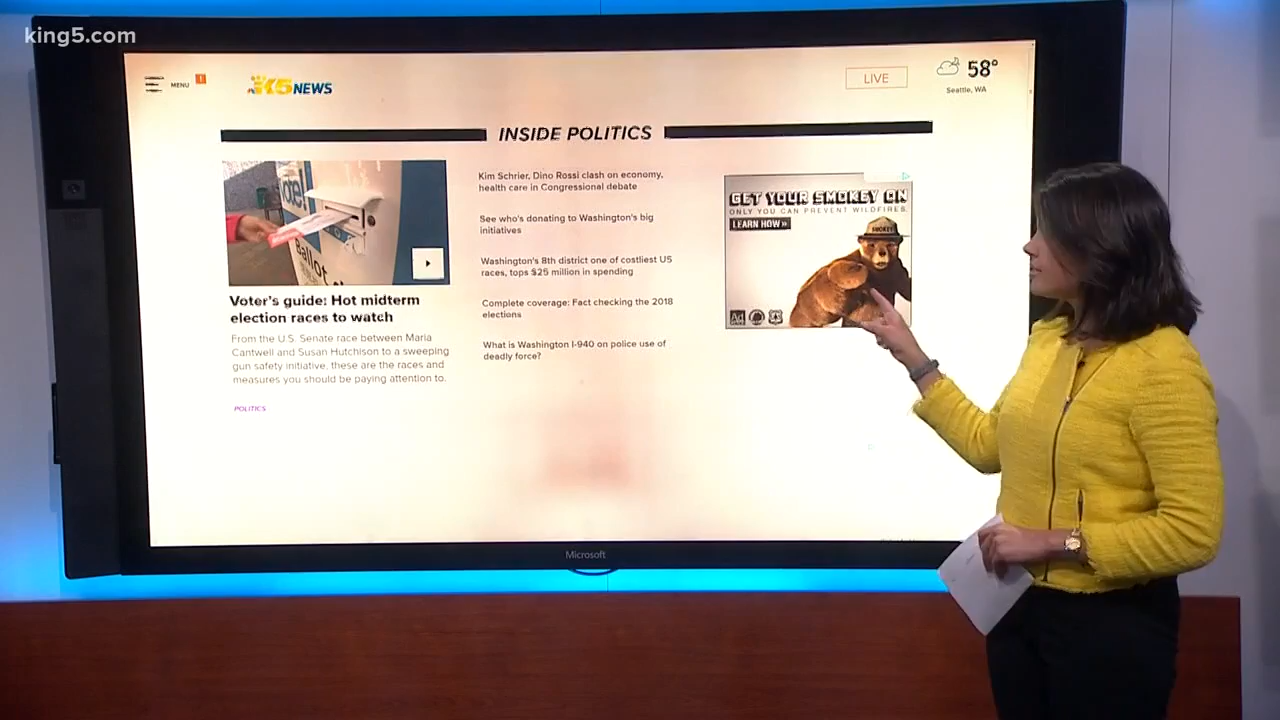 king5.com
MENU
!
K5 NEWS
LIVE
58°
Seattle, WA
INSIDE POLITICS
Vote!
Ballot
Voter's guide: Hot midterm
election races to watch
From the U.S. Senate race between Maria
Cantwell and Susan Hutchison to a sweeping
gun safety initiative, these are the races and
measures you should be paying attention to.
POLITICS
Kim Schrier, Dino Rossi clash on economy,
health care in Congressional debate
See who's donating to Washington's big
initiatives
Washington's 8th district one of costliest US
races, tops $25 million in spending
Complete coverage: Fact checking the 2018
elections
What is Washington I-940 on police use of
deadly force?
GET YOUR SMOKEY ON
ONLY YOU CAN PREVENT WILDFIRES.
LEARN HOW »
SMOKEY
Ad
Microsoft